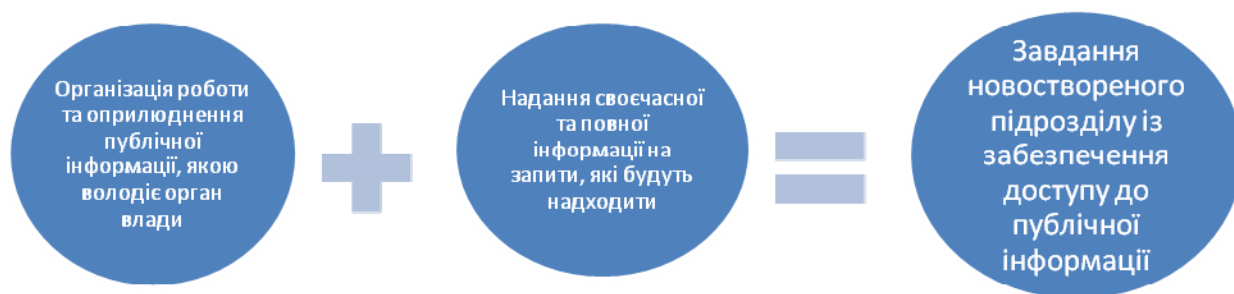 Організація роботи
та оприлюднення
публічної
інформації, якою
володіє орган
влади
Надання своєчасної
та повної
інформації на
запити, які будуть
надходити
Завдання
новоствореного
підрозділу із
забезпечення
доступу до
публічної
інформації